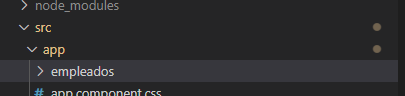 node_modules
src
app
empleados
# app.component.css